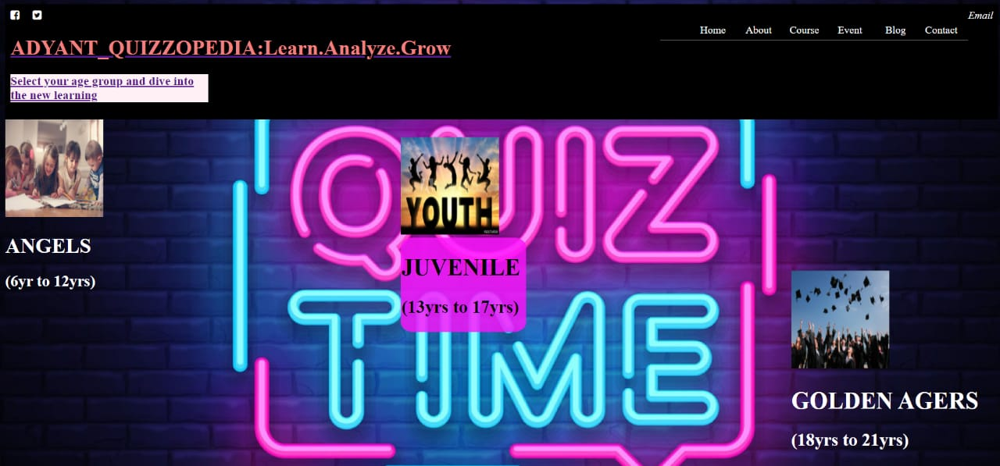 Email
Home About Course Event Blog Contact
ADYANT_QUIZZOPEDIA:Learn.Analyze.Grow
Select your age group and dive into
the new learning
QUIZ
TIME
YOUTH
ANGELS
(6yr to 12yrs)
JUVENILE
(13yrs to 17yrs)
GOLDEN AGERS
(18yrs to 21yrs)